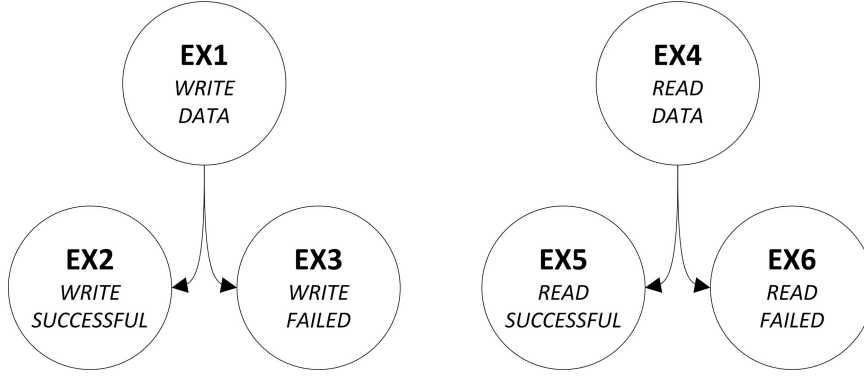 EX1
WRITE
DATA
EX4
READ
DATA
EX2
WRITE
SUCCESSFUL
EX3
WRITE
FAILED
EX5
READ
SUCCESSFUL
EX6
READ
FAILED